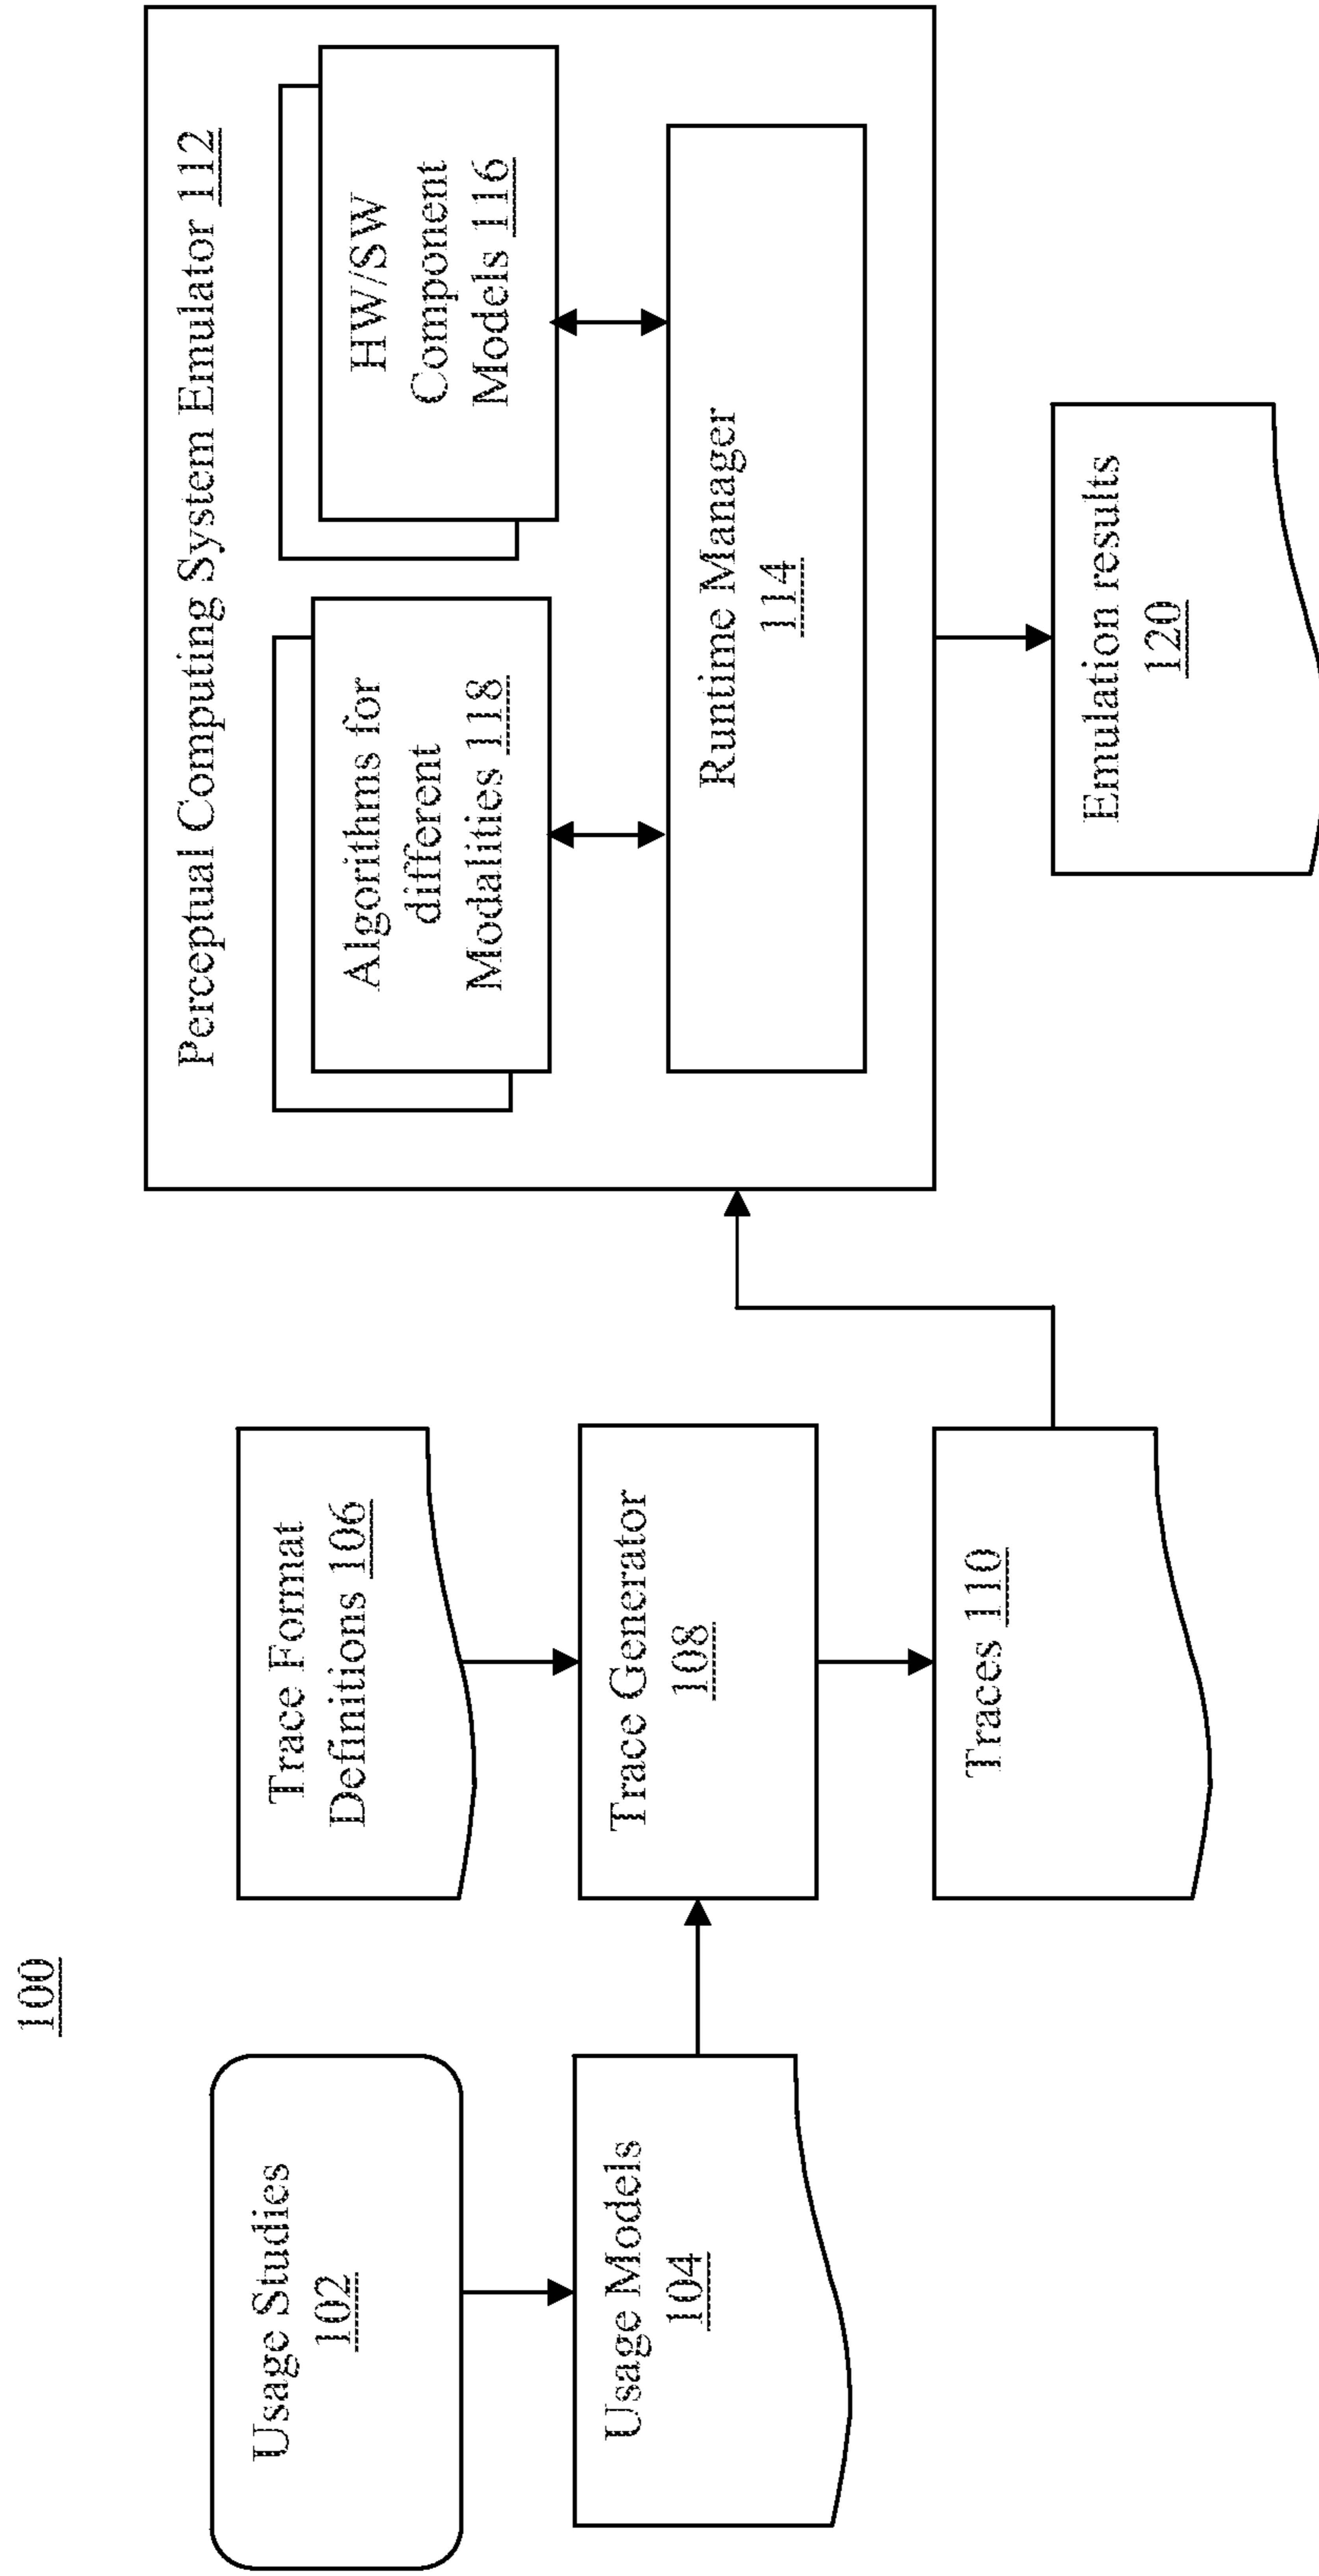 100
Usage Studies
102
Usage Models
104
Trace Format
Definitions 106
Trace Generator
108
Traces 110
Perceptual Computing System Emulator 112
Algorithms for
different
Modalities 118
HW/SW
Component
Models 116
Runtime Manager
114
Emulation results
120